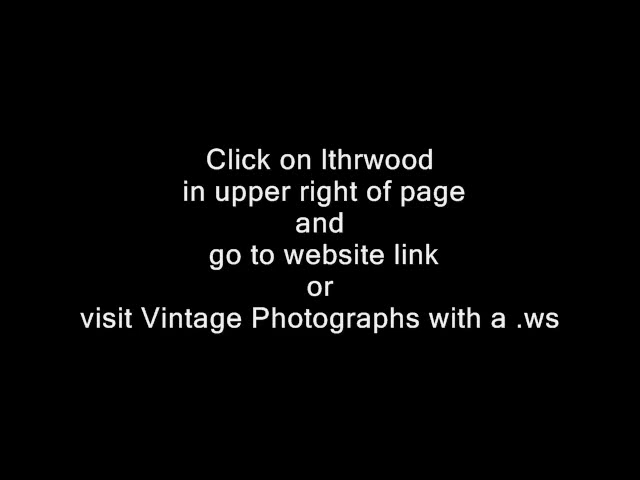 Click on lthrwood
in upper right of page
and
go to website link
or
visit Vintage Photographs with a .ws